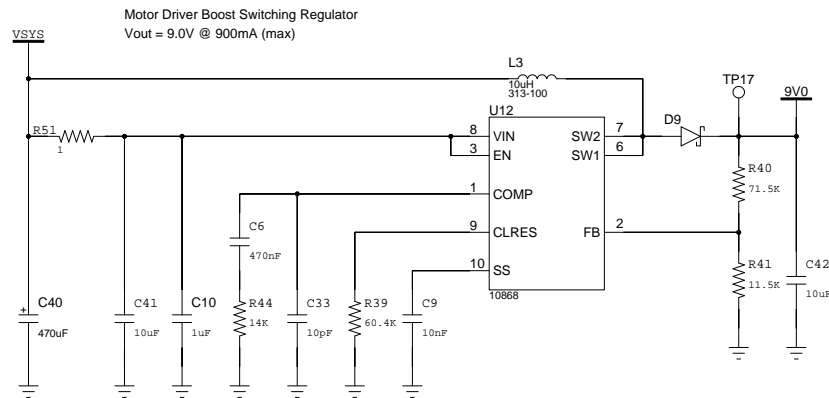 Motor Driver Boost Switching Regulator
Vout = 9.0V @ 900mA (max)
VSYS
L3
10uH
313-100
TP17
9V0
R51
1
U12
8 VIN
3 EN
1 COMP
9 CLRES
10 SS
SW2 7
SW1 6
FB 2
10868
D9
R40
71.5K
R41
11.5K
C42
10uF
C6
470nF
C40
470uF
C41
10uF
C10
1uF
R44
14K
C33
10pF
R39
60.4K
C9
10nF